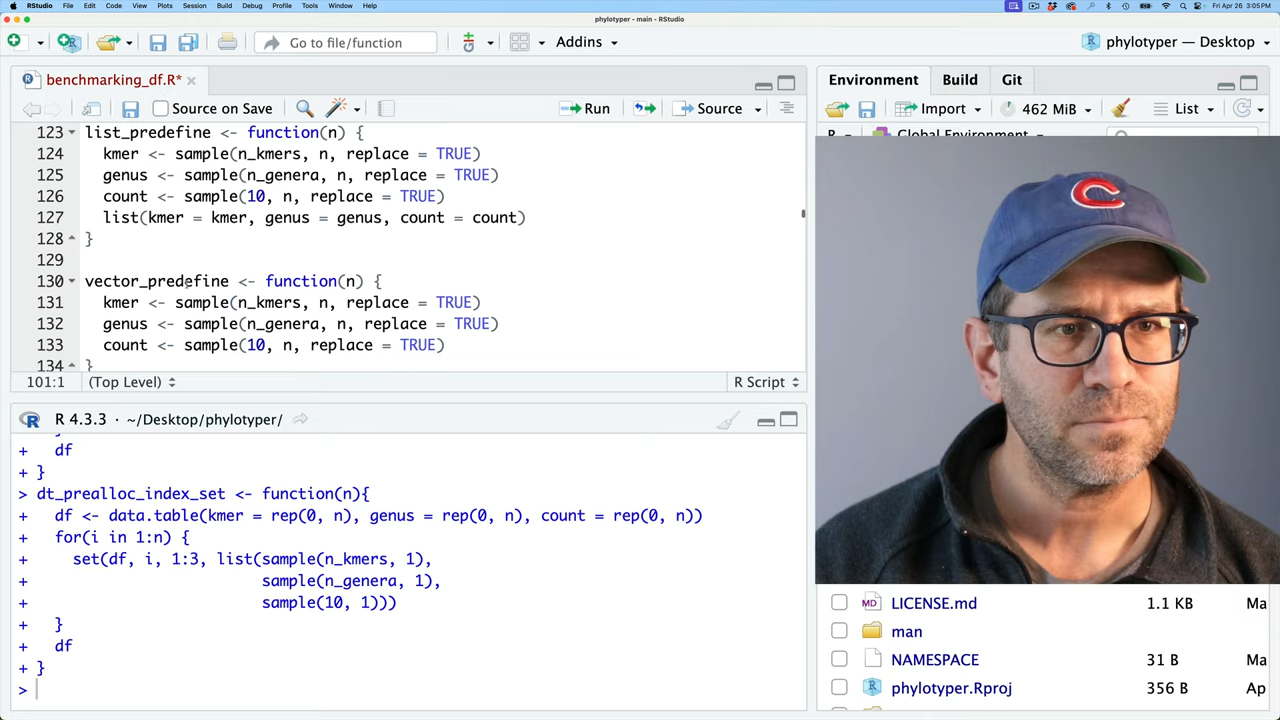 RStudio File Edit Code View Plots Session Build Debug Profile Tools Window Help Fri Apr 26 3:05 PM
phylotyper - main - RStudio
Go to file/function Addins phylotyper — Desktop
benchmarking_df.R*
Source on Save Run Source
123 list_predefine <- function(n) {
124 kmer <- sample(n_kmers, n, replace = TRUE)
125 genus <- sample(n_genera, n, replace = TRUE)
126 count <- sample(10, n, replace = TRUE)
127 list(kmer = kmer, genus = genus, count = count)
128 }
129
130 vector_predefine <- function(n) {
131 kmer <- sample(n_kmers, n, replace = TRUE)
132 genus <- sample(n_genera, n, replace = TRUE)
133 count <- sample(10, n, replace = TRUE)
134 }
101:1 (Top Level) R Script
R 4.3.3 · ~/Desktop/phylotyper/
+ }
+ df
+ }
> dt_prealloc_index_set <- function(n){
+ df <- data.table(kmer = rep(0, n), genus = rep(0, n), count = rep(0, n))
+ for(i in 1:n) {
+ set(df, i, 1:3, list(sample(n_kmers, 1),
+ sample(n_genera, 1),
+ sample(10, 1)))
+ }
+ df
+ }
>
Environment Build Git
Import 462 MiB List
R Global Environment
C
LICENSE.md 1.1 KB Ma
man
NAMESPACE 31 B Ma
phylotyper.Rproj 356 B Ap